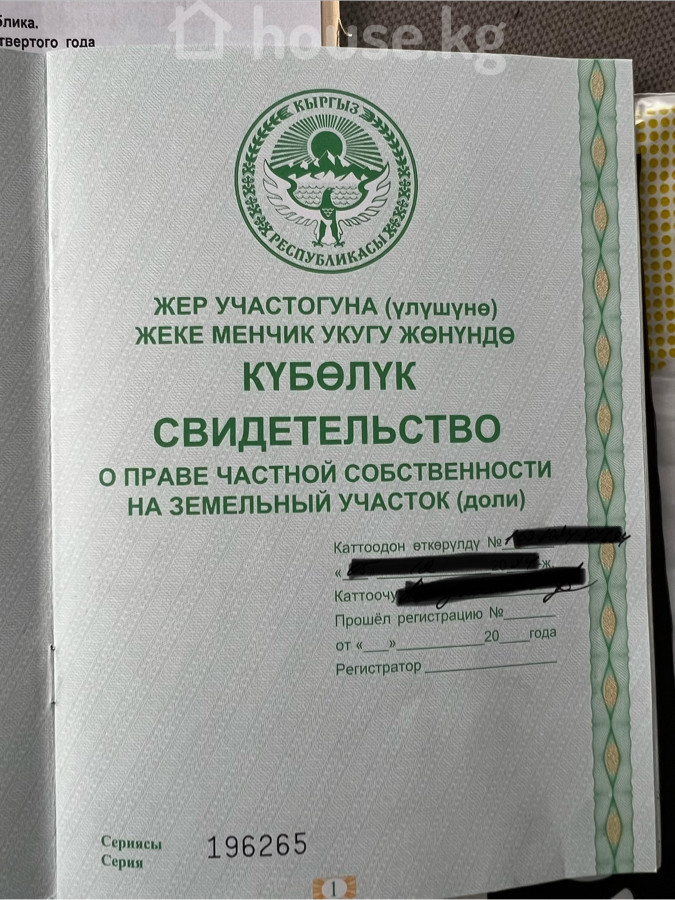 блика.
твертого года
house.kg
КЫРГЫЗ
РЕСПУБЛИКАСЫ
ЖЕР УЧАСТОГУНА (үлүшүнө)
ЖЕКЕ МЕНЧИК УКУГУ ЖӨНҮНДӨ
КҮБӨЛҮК
СВИДЕТЕЛЬСТВО
О ПРАВЕ ЧАСТНОЙ СОБСТВЕННОСТИ
НА ЗЕМЕЛЬНЫЙ УЧАСТОК (доли)
Каттоодон өткөрүлдү №
« ж.
Каттоочу
Прошёл регистрацию №
от « » 20 года
Регистратор
Сериясы
Серия 196265
1